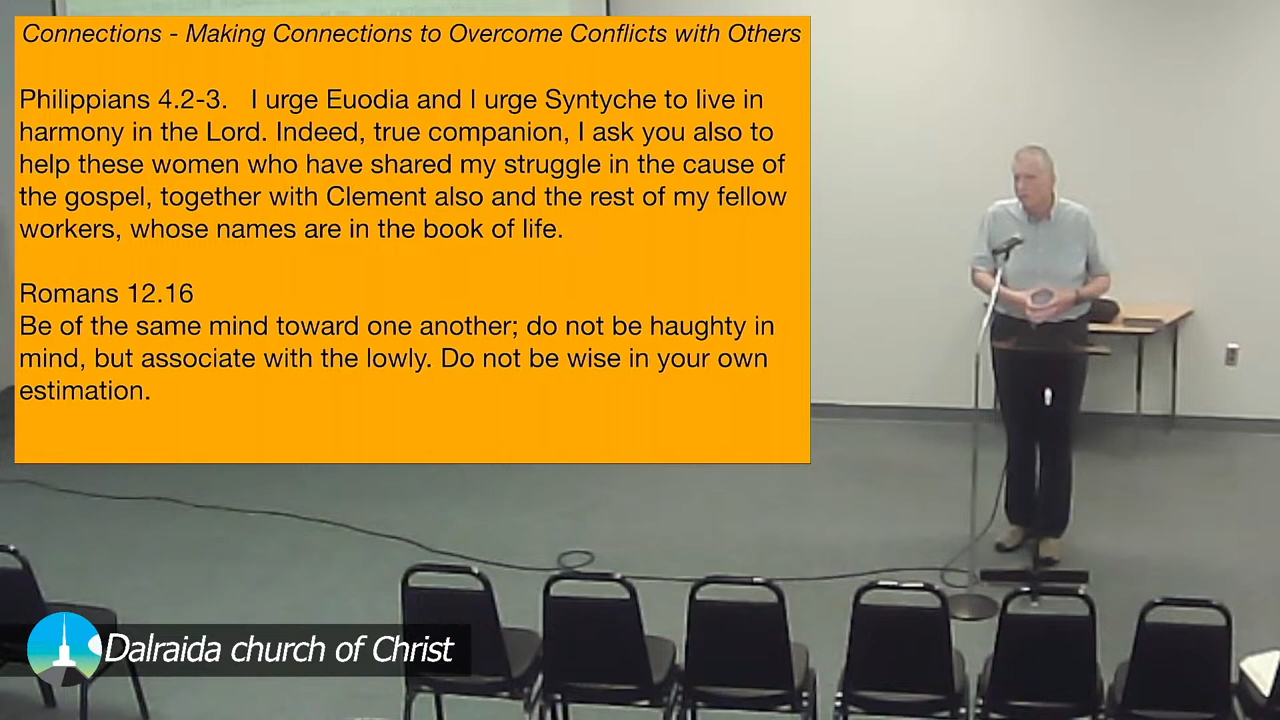 Connections - Making Connections to Overcome Conflicts with Others
Philippians 4.2-3. I urge Euodia and I urge Syntyche to live in
harmony in the Lord. Indeed, true companion, I ask you also to
help these women who have shared my struggle in the cause of
the gospel, together with Clement also and the rest of my fellow
workers, whose names are in the book of life.
Romans 12.16
Be of the same mind toward one another; do not be haughty in
mind, but associate with the lowly. Do not be wise in your own
estimation.
Dalraida church of Christ